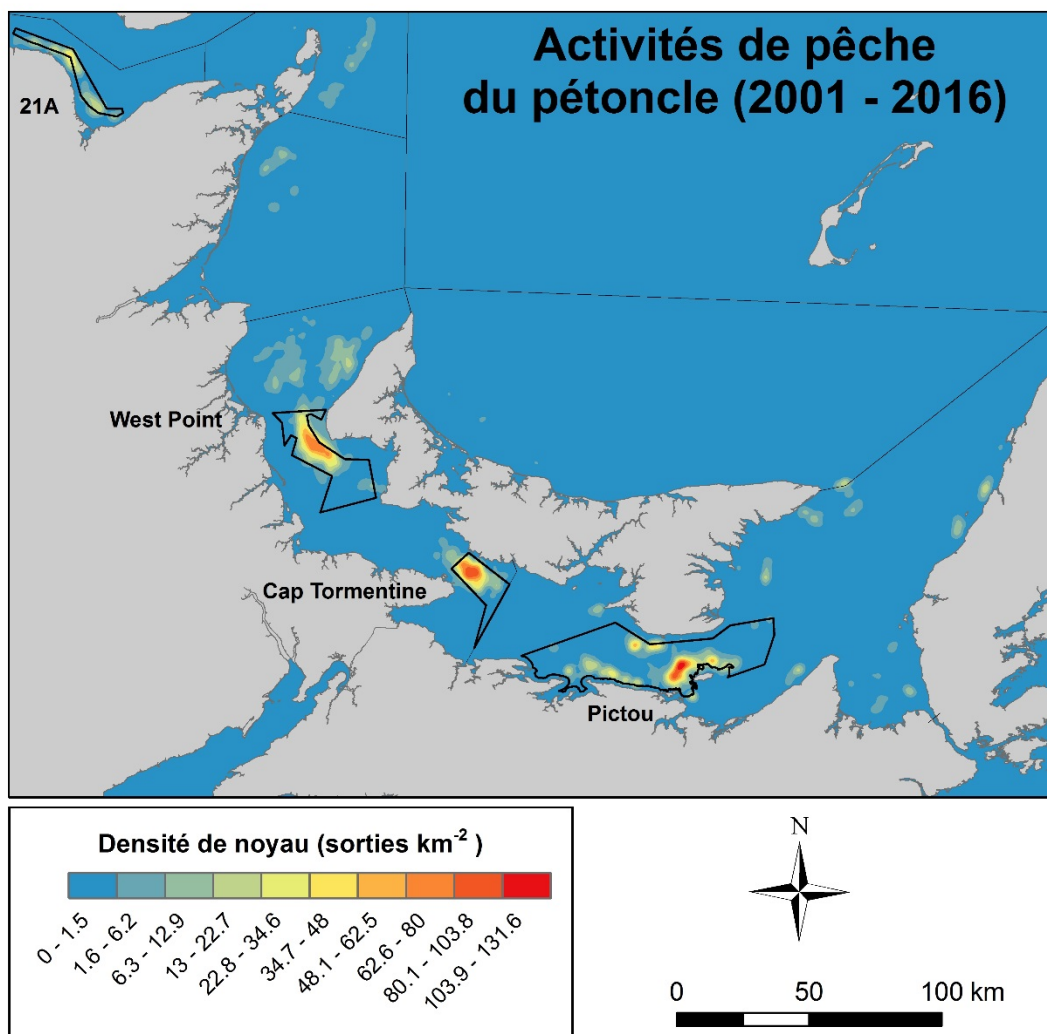 Activités de pêche
du pétoncle (2001 - 2016)
21A
West Point
Cap Tormentine
Pictou
Densité de noyau (sorties km-2 )
0 - 1.5
1.6 - 6.2
6.3 - 12.9
13 - 22.7
22.8 - 34.6
34.7 - 48
48.1 - 62.5
62.6 - 80
80.1 - 103.8
103.9 - 131.6
N
0 50 100 km